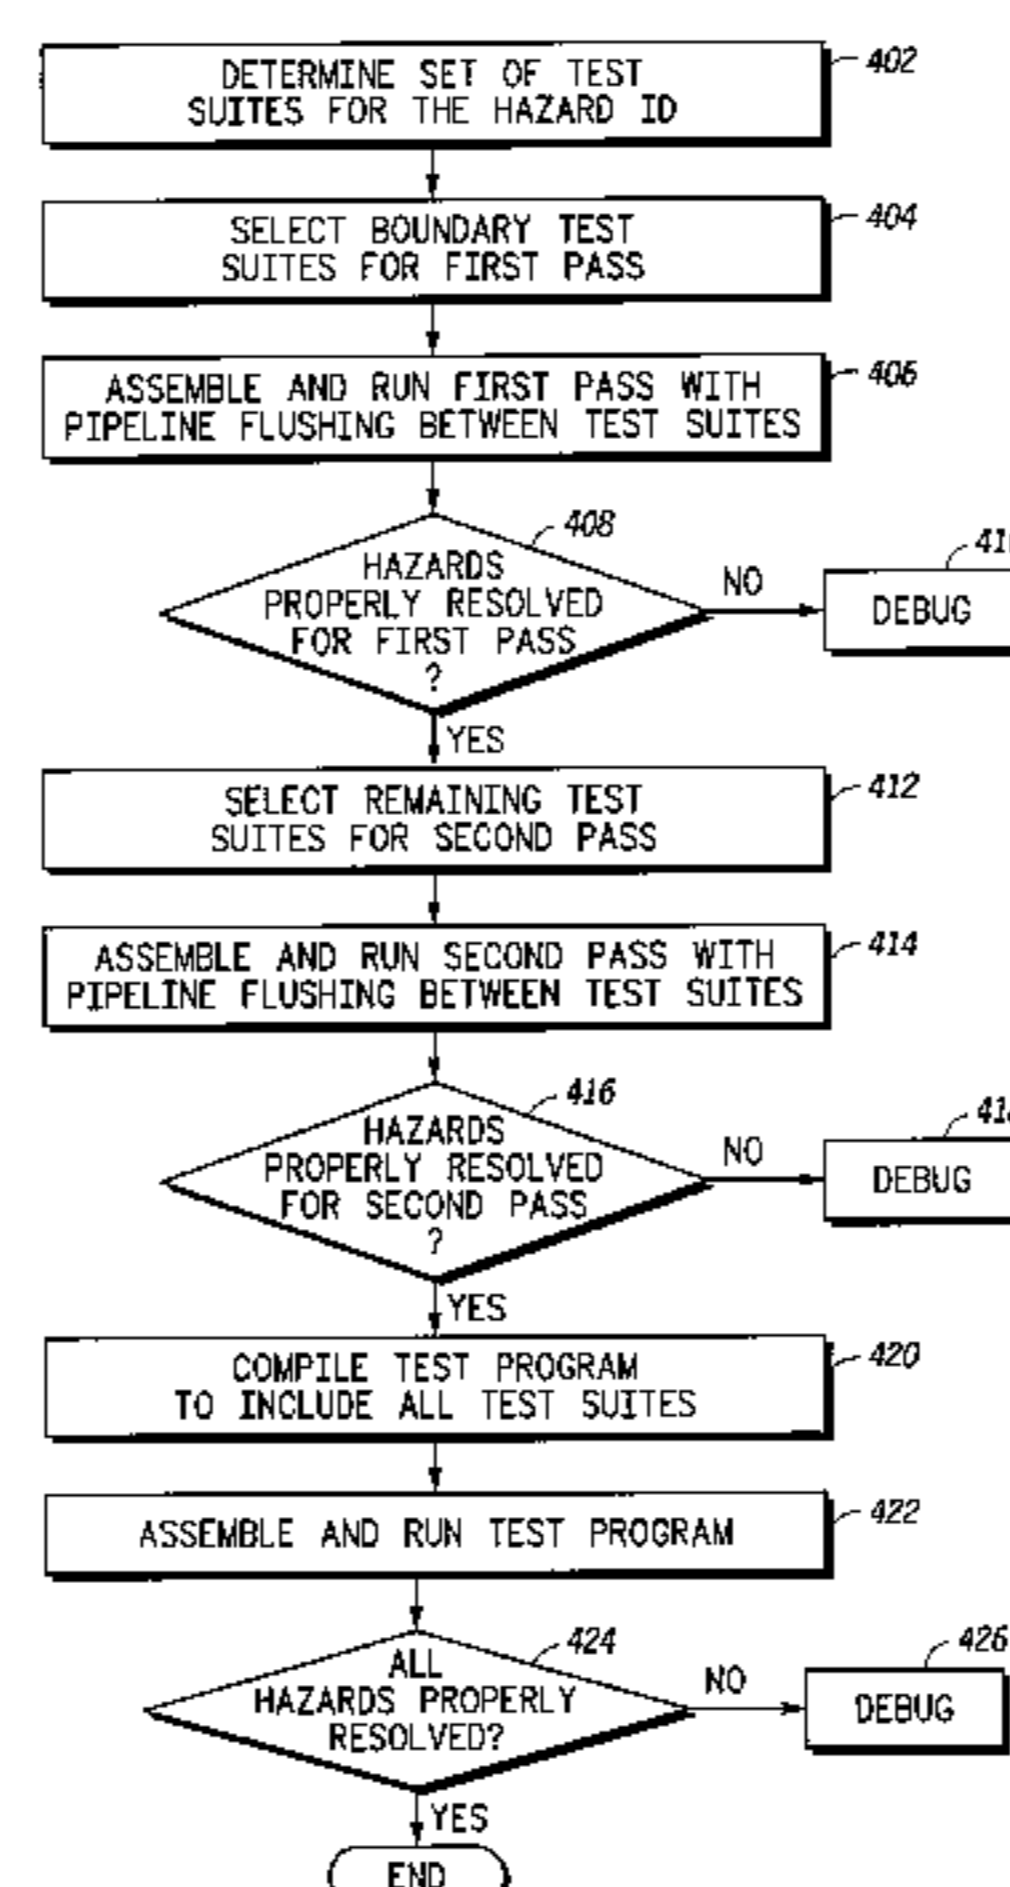 DETERMINE SET OF TEST
SUITES FOR THE HAZARD ID
402
SELECT BOUNDARY TEST
SUITES FOR FIRST PASS
404
ASSEMBLE AND RUN FIRST PASS WITH
PIPELINE FLUSHING BETWEEN TEST SUITES
406
408
HAZARDS
PROPERLY RESOLVED
FOR FIRST PASS
?
NO
DEBUG
YES
SELECT REMAINING TEST
SUITES FOR SECOND PASS
412
ASSEMBLE AND RUN SECOND PASS WITH
PIPELINE FLUSHING BETWEEN TEST SUITES
414
416
HAZARDS
PROPERLY RESOLVED
FOR SECOND PASS
?
NO
DEBUG
YES
COMPILE TEST PROGRAM
TO INCLUDE ALL TEST SUITES
420
ASSEMBLE AND RUN TEST PROGRAM
422
424
ALL
HAZARDS PROPERLY
RESOLVED?
NO
426
DEBUG
YES
END